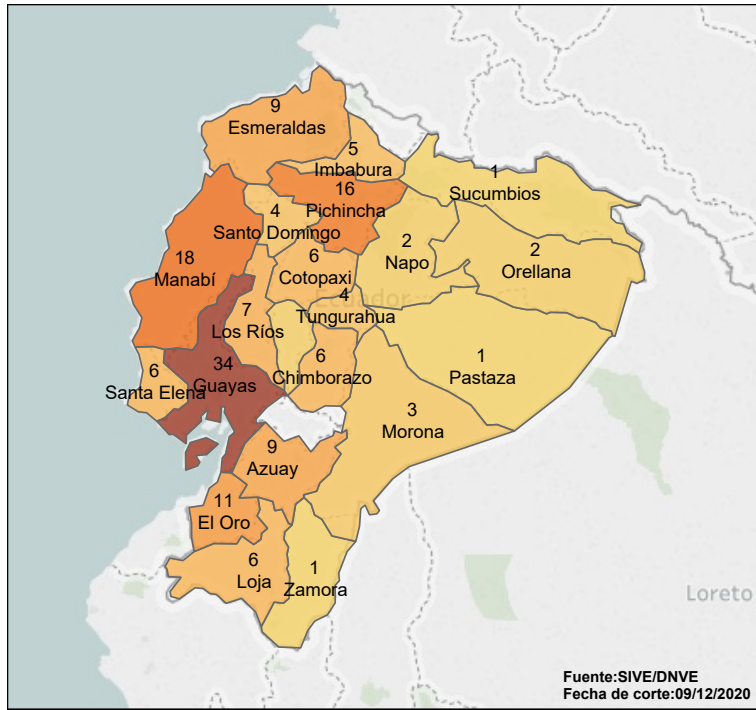 9
Esmeraldas
5
Imbabura
1
Sucumbios
16
Pichincha
4
Santo Domingo
2
Napo
2
Orellana
18
Manabí
6
Cotopaxi
Ecuador
4
Tungurahua
7
Los Ríos
6
Chimborazo
1
Pastaza
6
Santa Elena
34
Guayas
3
Morona
9
Azuay
11
El Oro
6
Loja
1
Zamora
Loreto
Fuente:SIVE/DNVE
Fecha de corte:09/12/2020